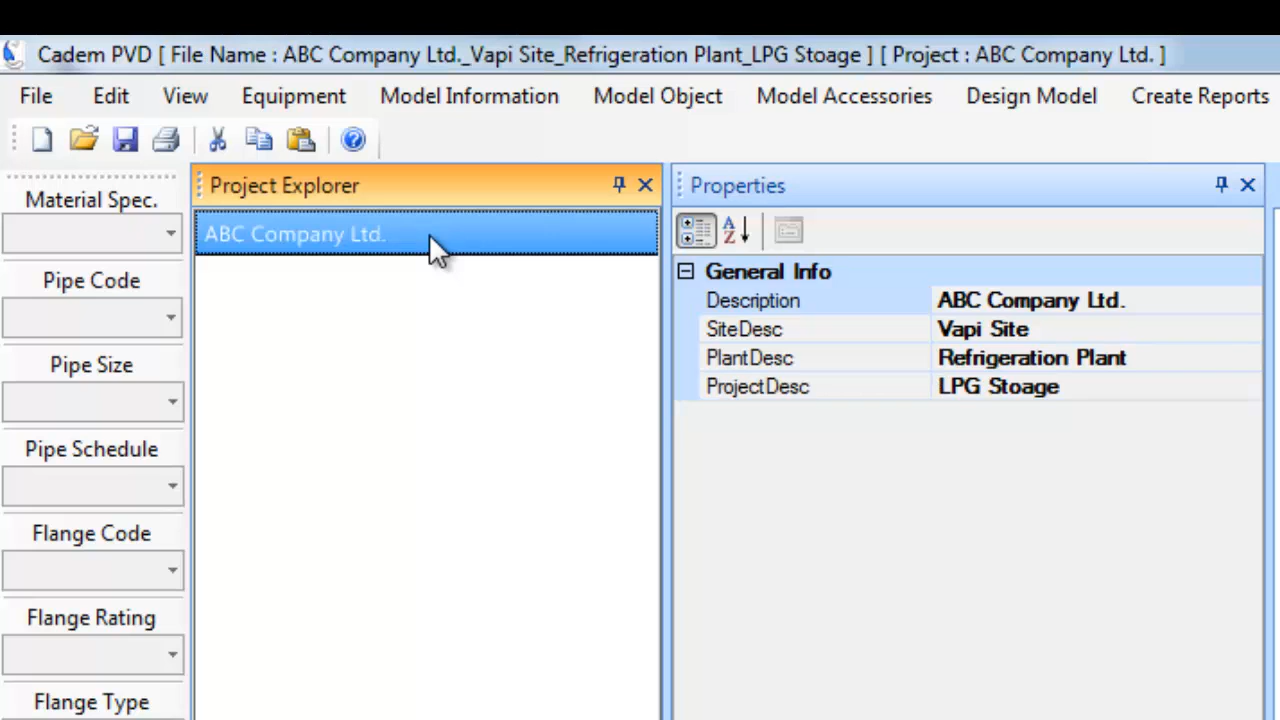 Cadem PVD [ File Name : ABC Company Ltd._Vapi Site_Refrigeration Plant_LPG Stoage ] [ Project : ABC Company Ltd. ]
File Edit View Equipment Model Information Model Object Model Accessories Design Model Create Reports
Project Explorer
Properties
Material Spec.
ABC Company Ltd.
General Info
Description ABC Company Ltd.
SiteDesc Vapi Site
PlantDesc Refrigeration Plant
ProjectDesc LPG Stoage
Pipe Code
Pipe Size
Pipe Schedule
Flange Code
Flange Rating
Flange Type